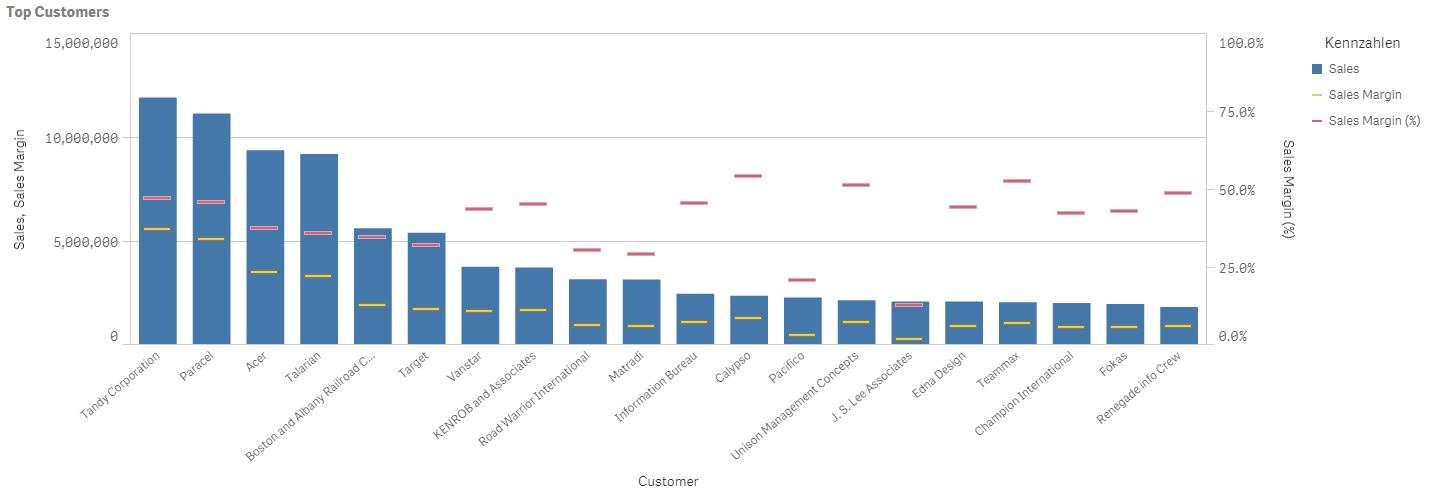 Top Customers
15,000,000
10,000,000
5,000,000
0
Sales, Sales Margin
100.0%
75.0%
50.0%
25.0%
0.0%
Sales Margin (%)
Kennzahlen
Sales
Sales Margin
Sales Margin (%)
Tandy Corporation
Paracel
Acer
Talarian
Boston and Albany Railroad C...
Target
Vanstar
KENROB and Associates
Road Warrior International
Matradi
Information Bureau
Calypso
Pacifico
Unison Management Concepts
J. S. Lee Associates
Edna Design
Teammax
Champion International
Fokas
Renegade info Crew
Customer